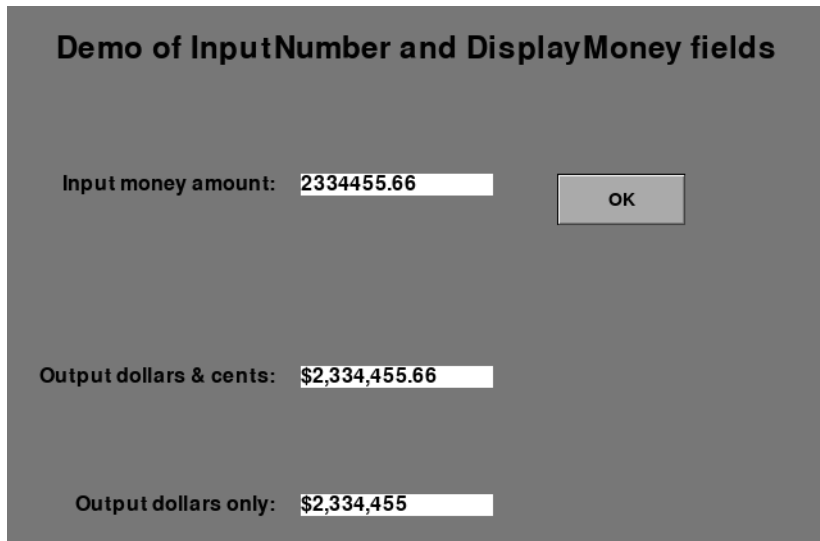 Demo of InputNumber and DisplayMoney fields
Input money amount: 2334455.66
OK
Output dollars & cents: $2,334,455.66
Output dollars only: $2,334,455